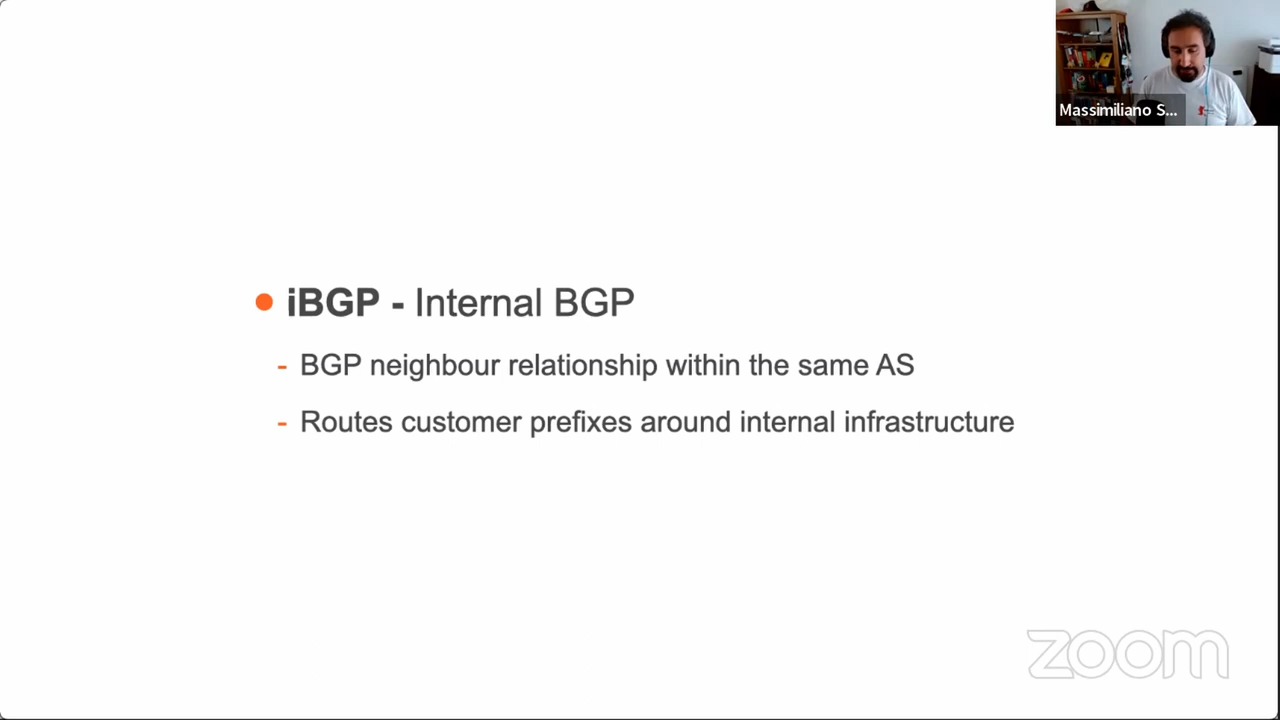 Massimiliano S...
iBGP - Internal BGP
- BGP neighbour relationship within the same AS
- Routes customer prefixes around internal infrastructure
zoom